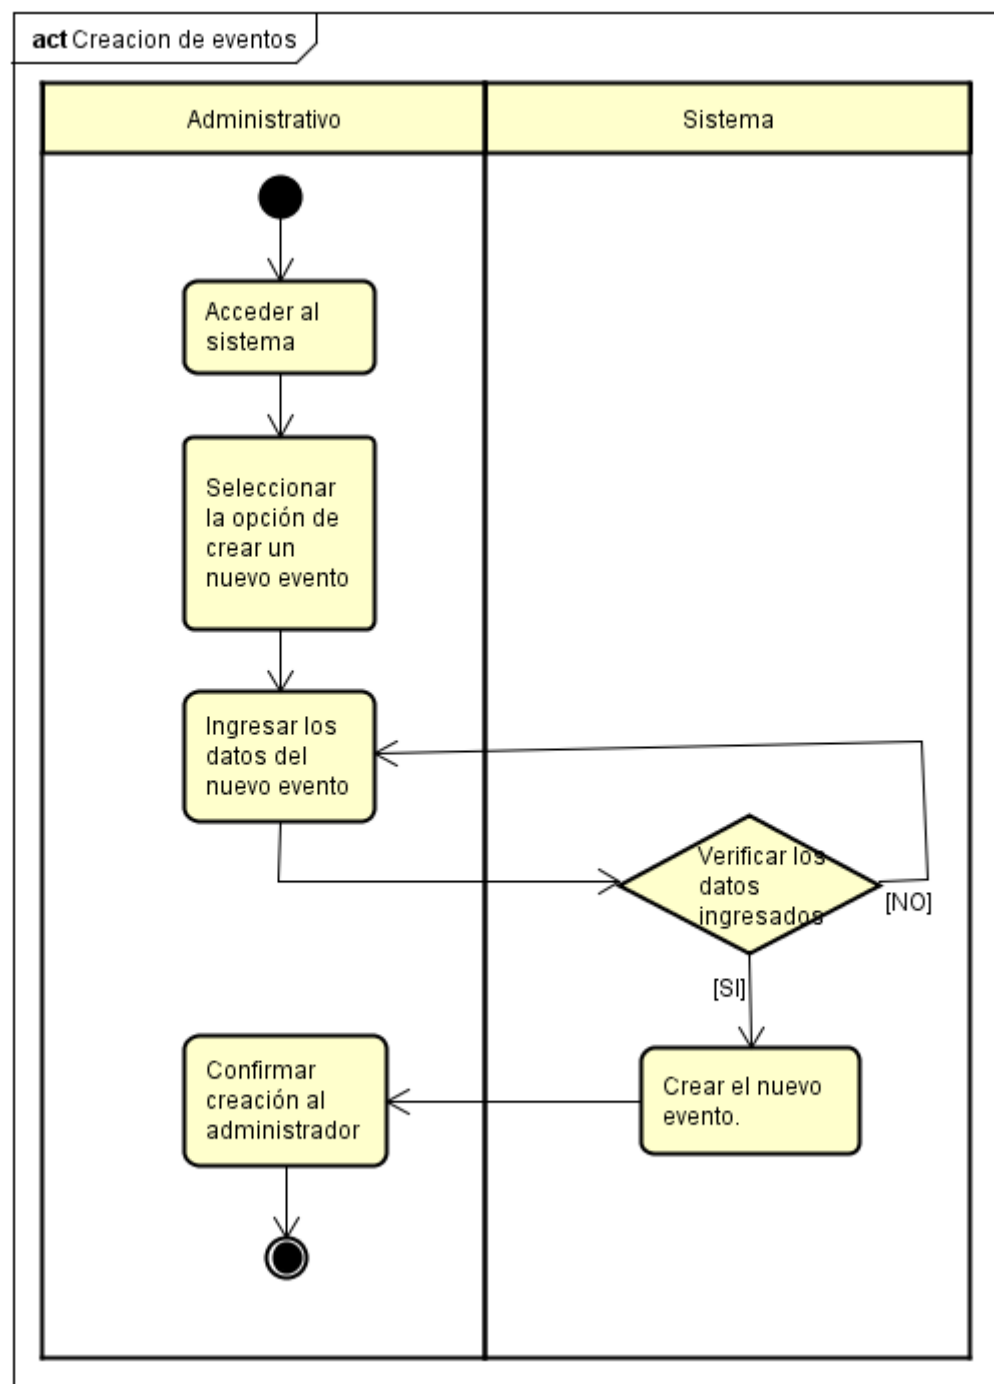 act Creacion de eventos
Administrativo
Sistema
Acceder al
sistema
Seleccionar
la opción de
crear un
nuevo evento
Ingresar los
datos del
nuevo evento
Verificar los
datos
ingresados
[NO]
[SI]
Confirmar
creación al
administrador
Crear el nuevo
evento.